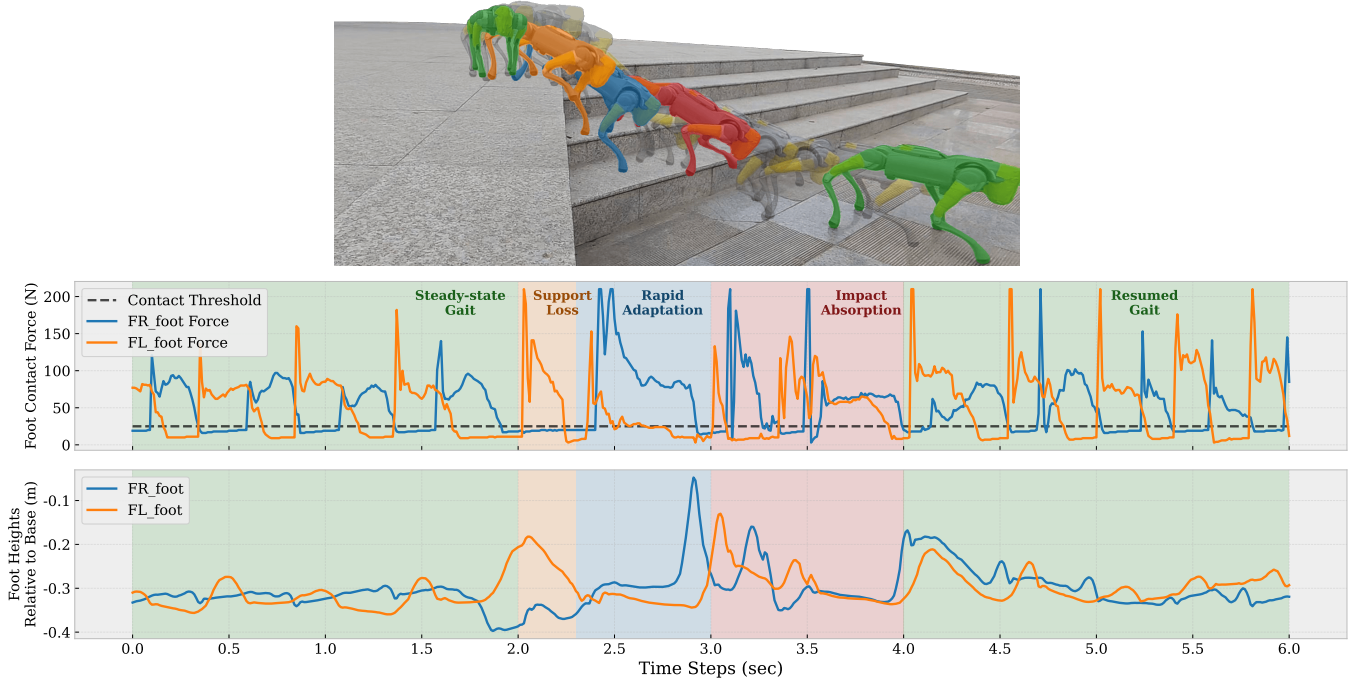 Foot Contact Force (N)
200
150
100
50
0
Contact Threshold
FR_foot Force
FL_foot Force
Steady-state
Gait
Support
Loss
Rapid
Adaptation
Impact
Absorption
Resumed
Gait
Foot Heights
Relative to Base (m)
-0.1
-0.2
-0.3
-0.4
FR_foot
FL_foot
0.0 0.5 1.0 1.5 2.0 2.5 3.0 3.5 4.0 4.5 5.0 5.5 6.0
Time Steps (sec)